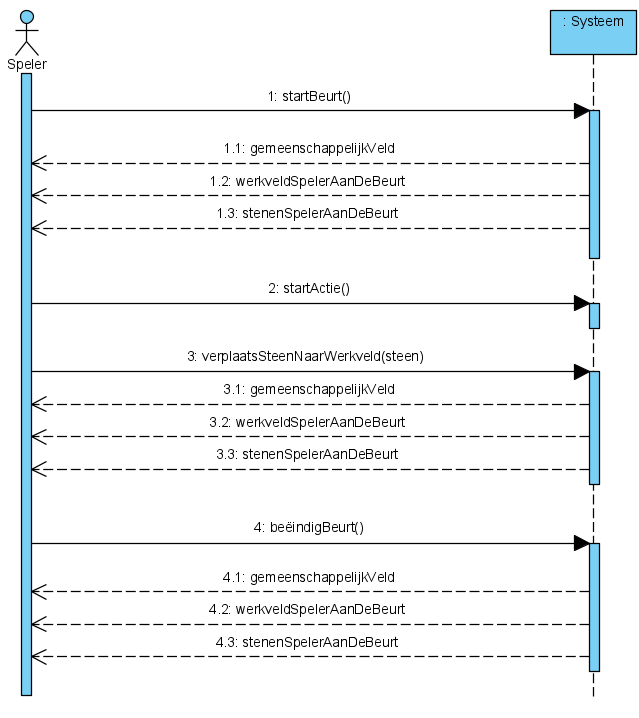 : Systeem
Speler
1: startBeurt()
1.1: gemeenschappelijkVeld
1.2: werkveldSpelerAanDeBeurt
1.3: stenenSpelerAanDeBeurt
2: startActie()
3: verplaatsSteenNaarWerkveld(steen)
3.1: gemeenschappelijkVeld
3.2: werkveldSpelerAanDeBeurt
3.3: stenenSpelerAanDeBeurt
4: beëindigBeurt()
4.1: gemeenschappelijkVeld
4.2: werkveldSpelerAanDeBeurt
4.3: stenenSpelerAanDeBeurt